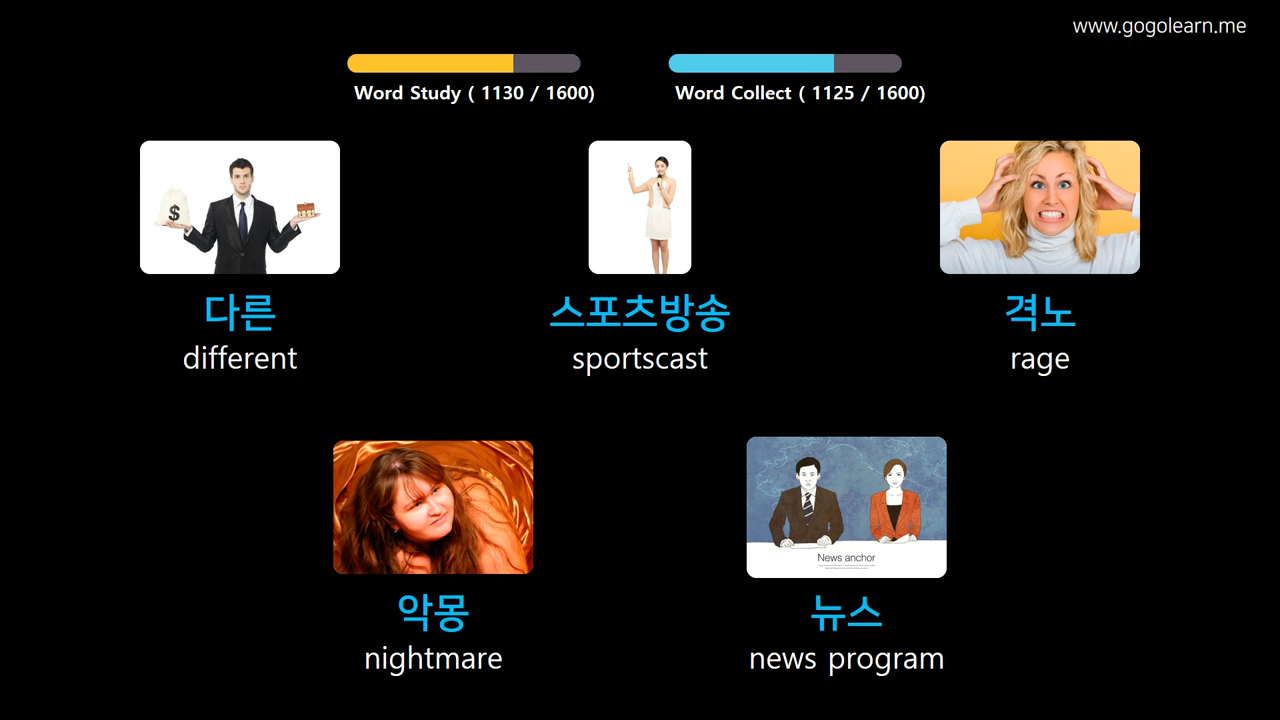 www.gogolearn.me
Word Study ( 1130 / 1600)
Word Collect ( 1125 / 1600)
$
다른
different
스포츠방송
sportscast
격노
rage
News anchor
악몽
nightmare
뉴스
news program